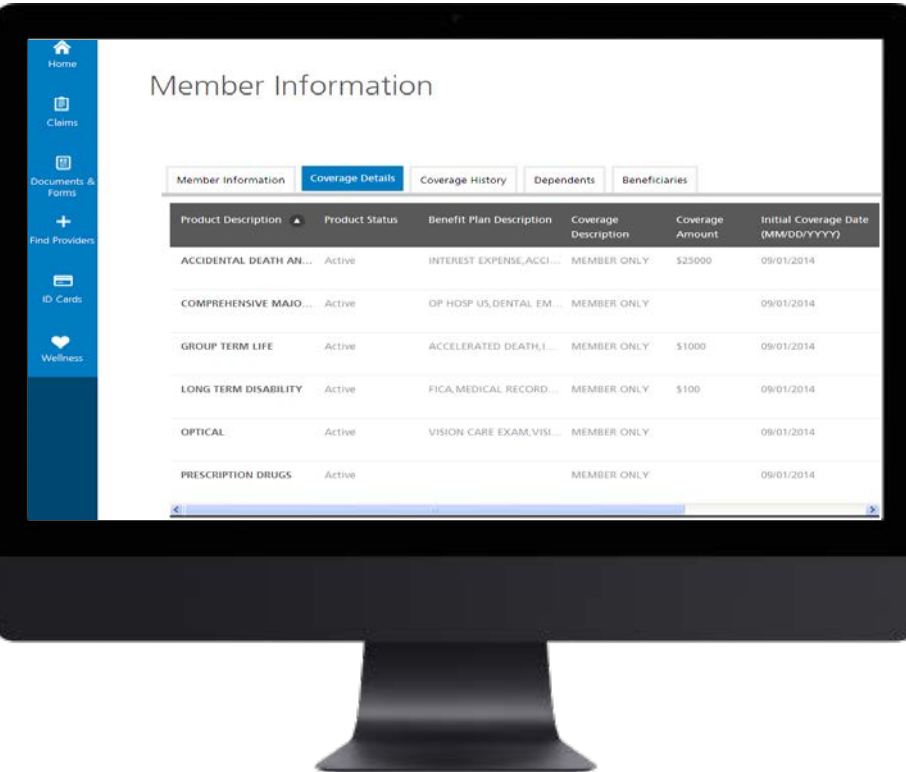 Home
Claims
Documents &
Forms
Find Providers
ID Cards
Wellness
Member Information
Member Information Coverage Details Coverage History Dependents Beneficiaries
Product Description Product Status Benefit Plan Description Coverage Description Coverage Amount Initial Coverage Date (MM/DD/YYYY)
ACCIDENTAL DEATH AN... Active INTEREST EXPENSE,ACCI... MEMBER ONLY $25000 09/01/2014
COMPREHENSIVE MAJO... Active OP HOSP US,DENTAL EM... MEMBER ONLY 09/01/2014
GROUP TERM LIFE Active ACCELERATED DEATH,I... MEMBER ONLY $1000 09/01/2014
LONG TERM DISABILITY Active FICA,MEDICAL RECORD... MEMBER ONLY $100 09/01/2014
OPTICAL Active VISION CARE EXAM,VISI... MEMBER ONLY 09/01/2014
PRESCRIPTION DRUGS Active MEMBER ONLY 09/01/2014